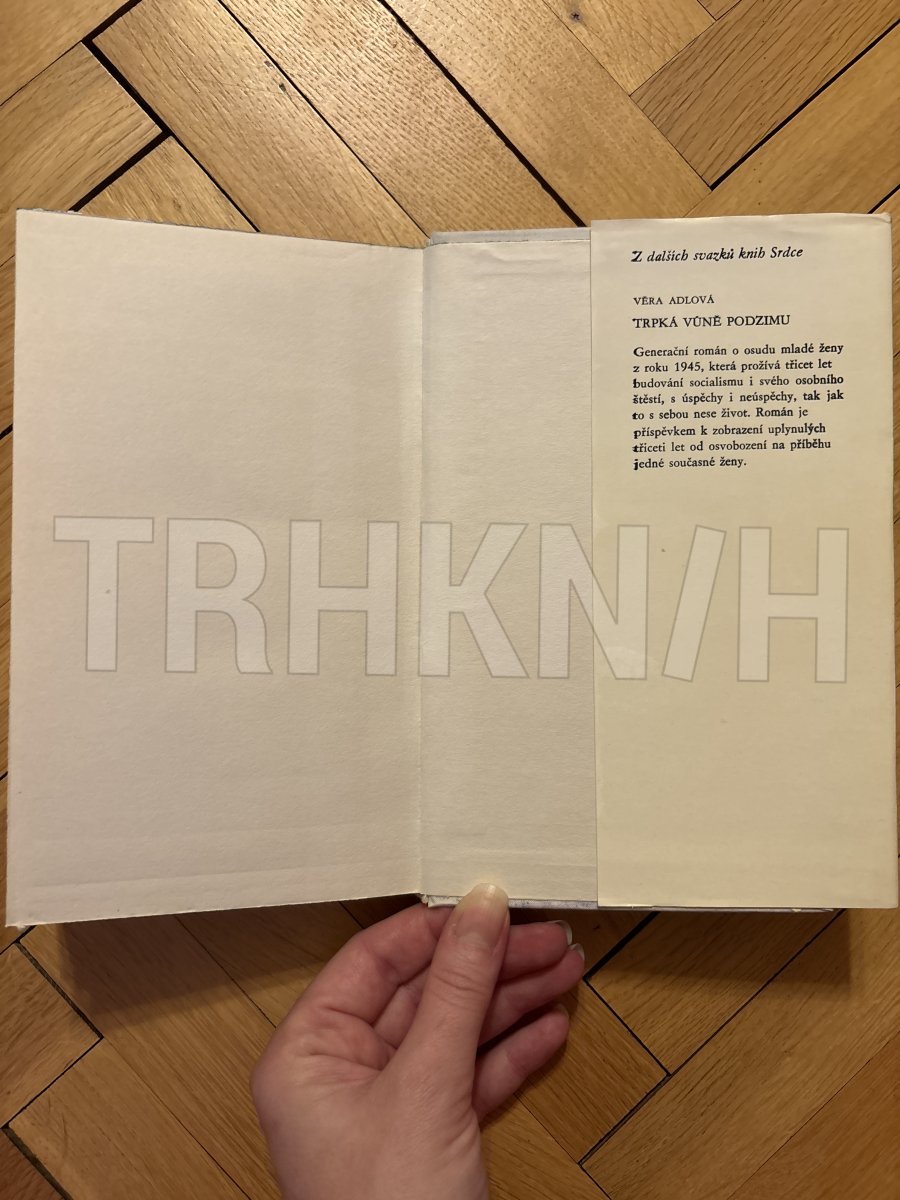 Z dalších svazků knih Srdce
VĚRA ADLOVÁ
TRPKÁ VŮNĚ PODZIMU
Generační román o osudu mladé ženy
z roku 1945, která prožívá třicet let
budování socialismu i svého osobního
štěstí, s úspěchy i neúspěchy, tak jak
to s sebou nese život. Román je
příspěvkem k zobrazení uplynulých
třiceti let od osvobození na příběhu
jedné současné ženy.
TRHKN/H